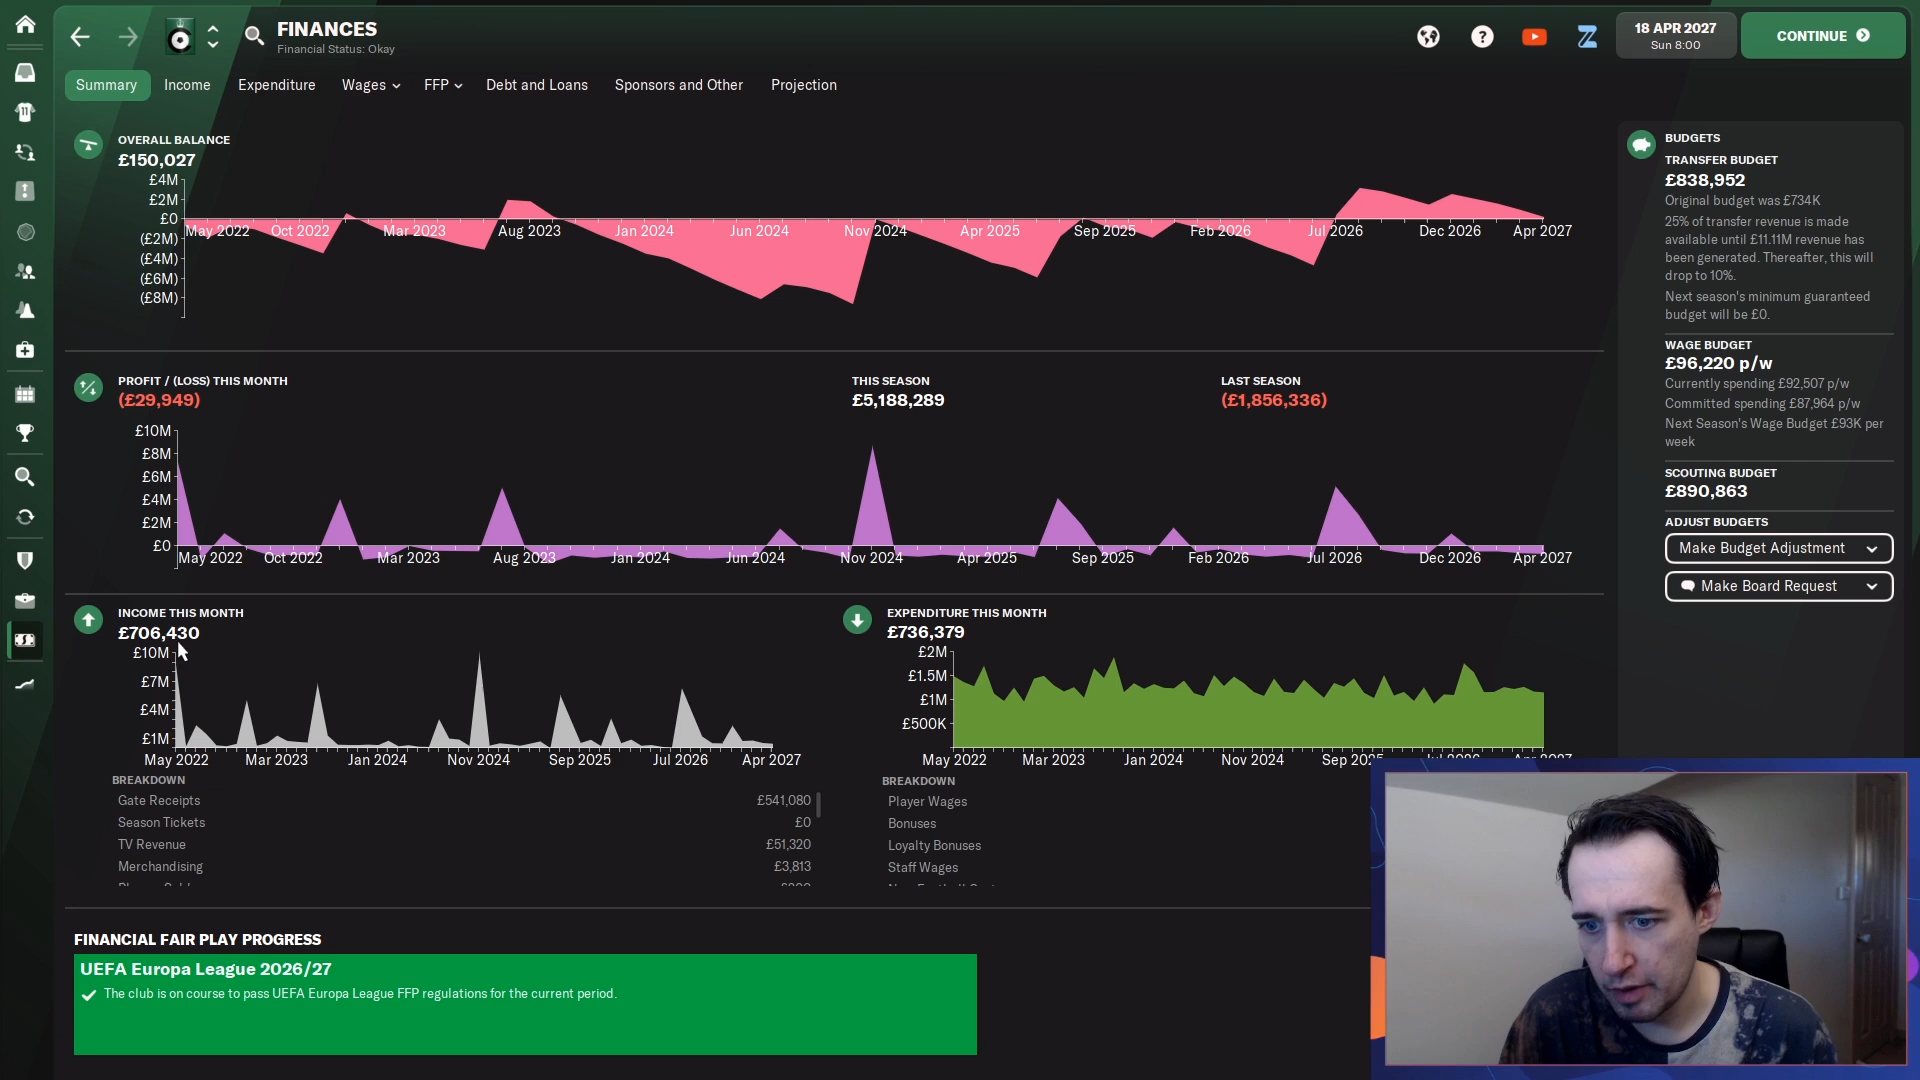 FINANCES
Financial Status: Okay
18 APR 2027
Sun 8:00
CONTINUE
Summary
Income
Expenditure
Wages
FFP
Debt and Loans
Sponsors and Other
Projection
OVERALL BALANCE
£150,027
£4M
£2M
£0
(£2M)
(£4M)
(£6M)
(£8M)
May 2022
Oct 2022
Mar 2023
Aug 2023
Jan 2024
Jun 2024
Nov 2024
Apr 2025
Sep 2025
Feb 2026
Jul 2026
Dec 2026
Apr 2027
PROFIT / (LOSS) THIS MONTH
(£29,949)
THIS SEASON
£5,188,289
LAST SEASON
(£1,856,336)
£10M
£8M
£6M
£4M
£2M
£0
May 2022
Oct 2022
Mar 2023
Aug 2023
Jan 2024
Jun 2024
Nov 2024
Apr 2025
Sep 2025
Feb 2026
Jul 2026
Dec 2026
Apr 2027
INCOME THIS MONTH
£706,430
£10M
£7M
£4M
£1M
May 2022
Mar 2023
Jan 2024
Nov 2024
Sep 2025
Jul 2026
Apr 2027
BREAKDOWN
Gate Receipts £541,080
Season Tickets £0
TV Revenue £51,320
Merchandising £3,813
EXPENDITURE THIS MONTH
£736,379
£2M
£1.5M
£1M
£500K
May 2022
Mar 2023
Jan 2024
Nov 2024
Sep 2025
Jul 2026
Apr 2027
BREAKDOWN
Player Wages
Bonuses
Loyalty Bonuses
Staff Wages
FINANCIAL FAIR PLAY PROGRESS
UEFA Europa League 2026/27
The club is on course to pass UEFA Europa League FFP regulations for the current period.
BUDGETS
TRANSFER BUDGET
£838,952
Original budget was £734K
25% of transfer revenue is made
available until £11.11M revenue has
been generated. Thereafter, this will
drop to 10%.
Next season's minimum guaranteed
budget will be £0.
WAGE BUDGET
£96,220 p/w
Currently spending £92,507 p/w
Committed spending £87,964 p/w
Next Season's Wage Budget £93K per
week
SCOUTING BUDGET
£890,863
ADJUST BUDGETS
Make Budget Adjustment
Make Board Request